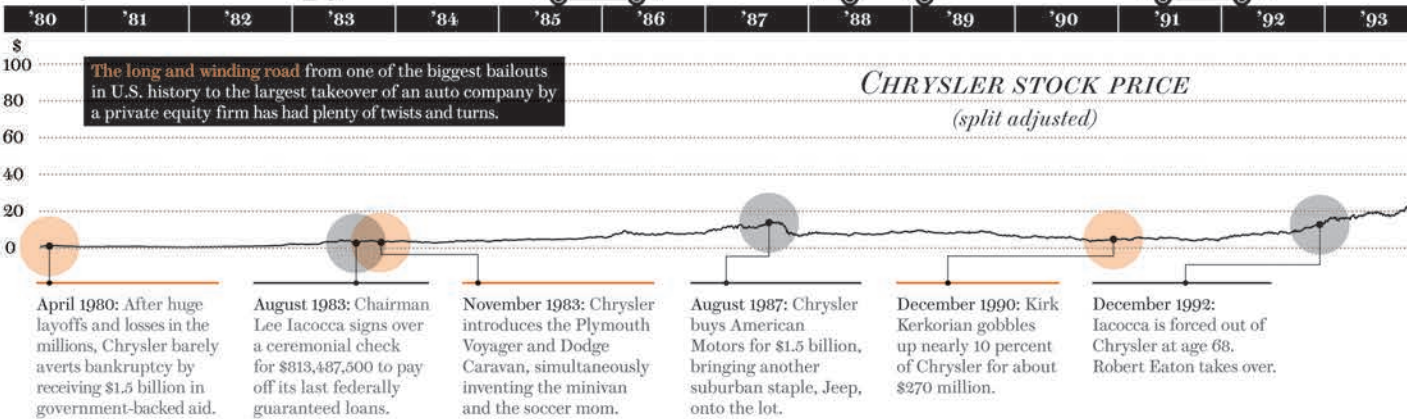 '80 '81 '82 '83 '84 '85 '86 '87 '88 '89 '90 '91 '92 '93
$
100
80
60
40
20
0
The long and winding road from one of the biggest bailouts
in U.S. history to the largest takeover of an auto company by
a private equity firm has had plenty of twists and turns.
CHRYSLER STOCK PRICE
(split adjusted)
April 1980: After huge
layoffs and losses in the
millions, Chrysler barely
averts bankruptcy by
receiving $1.5 billion in
government-backed aid.
August 1983: Chairman
Lee Iacocca signs over
a ceremonial check
for $813,487,500 to pay
off its last federally
guaranteed loans.
November 1983: Chrysler
introduces the Plymouth
Voyager and Dodge
Caravan, simultaneously
inventing the minivan
and the soccer mom.
August 1987: Chrysler
buys American
Motors for $1.5 billion,
bringing another
suburban staple, Jeep,
onto the lot.
December 1990: Kirk
Kerkorian gobbles
up nearly 10 percent
of Chrysler for about
$270 million.
December 1992:
Iacocca is forced out of
Chrysler at age 68.
Robert Eaton takes over.